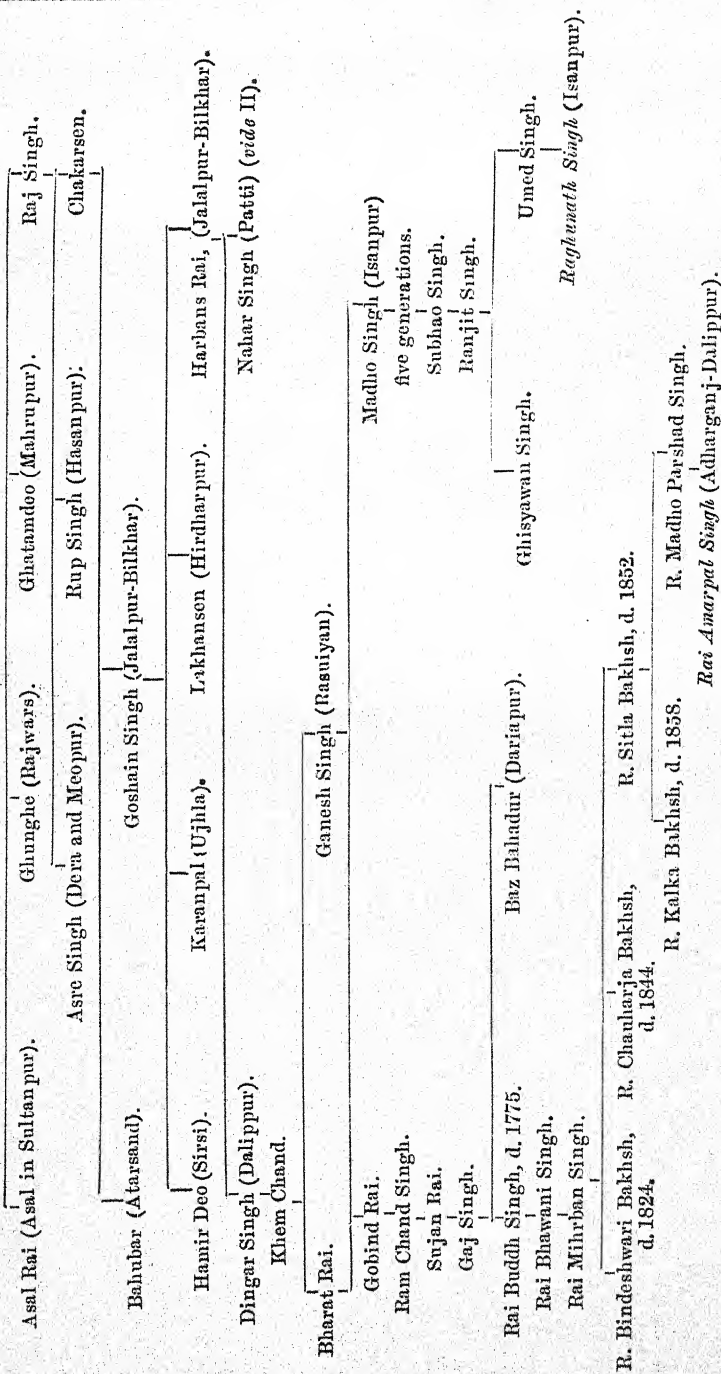 Asal Rai (Asal in Sultanpur). Ghunghe (Rajwars). Ghatamdeo (Mahrupur). Raj Singh.
Asre Singh (Dera and Meopur). Rup Singh (Hasanpur). Chakarsen.
Bahubar (Atarsand). Goshain Singh (Jalalpur-Bilkhar).
Hamir Deo (Sirsi). Karanpal (Ujhla). Lakhansen (Hirdharpur). Harbans Rai, (Jalalpur-Bilkhar).
Dingar Singh (Dalippur). Nahar Singh (Patti) (vide II).
Khem Chand.
Bharat Rai. Ganesh Singh (Rasuiyan).
Gobind Rai. Madho Singh (Isanpur)
Ram Chand Singh. five generations.
Sujan Rai. Subhao Singh.
Gaj Singh. Ranjit Singh.
Rai Buddh Singh, d. 1775. Baz Bahadur (Dariapur). Ghisyawan Singh. Umed Singh.
Rai Bhawani Singh. Raghunath Singh (Isanpur).
Rai Mihrban Singh.
R. Bindeshwari Bakhsh, R. Chauharja Bakhsh, R. Sitla Bakhsh, d. 1852.
d. 1824. d. 1844.
R. Kalka Bakhsh, d. 1858. R. Madho Parshad Singh.
Rai Amarpal Singh (Adharganj-Dalippur).